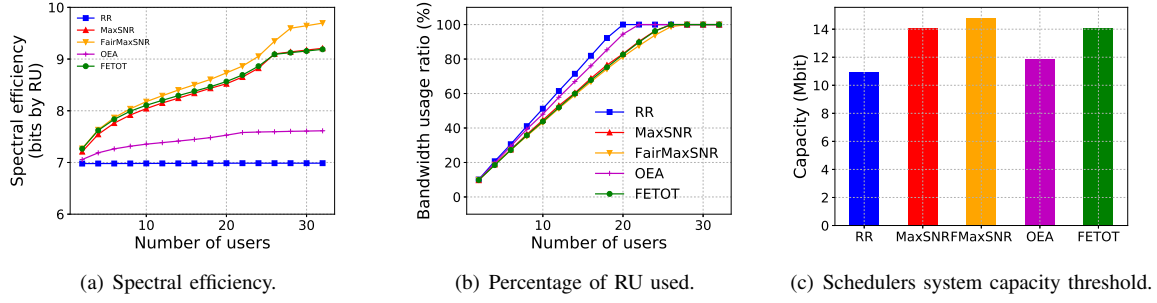 10
9
8
7
6
10
20
30
Number of users
Spectral efficiency
(bits by RU)
RR
MaxSNR
FairMaxSNR
OEA
FETOT
(a) Spectral efficiency.
100
80
60
40
20
0
10
20
30
Number of users
Bandwidth usage ratio (%)
RR
MaxSNR
FairMaxSNR
OEA
FETOT
(b) Percentage of RU used.
14
12
10
8
6
4
2
0
Capacity (Mbit)
RR
MaxSNR
FMaxSNR
OEA
FETOT
(c) Schedulers system capacity threshold.